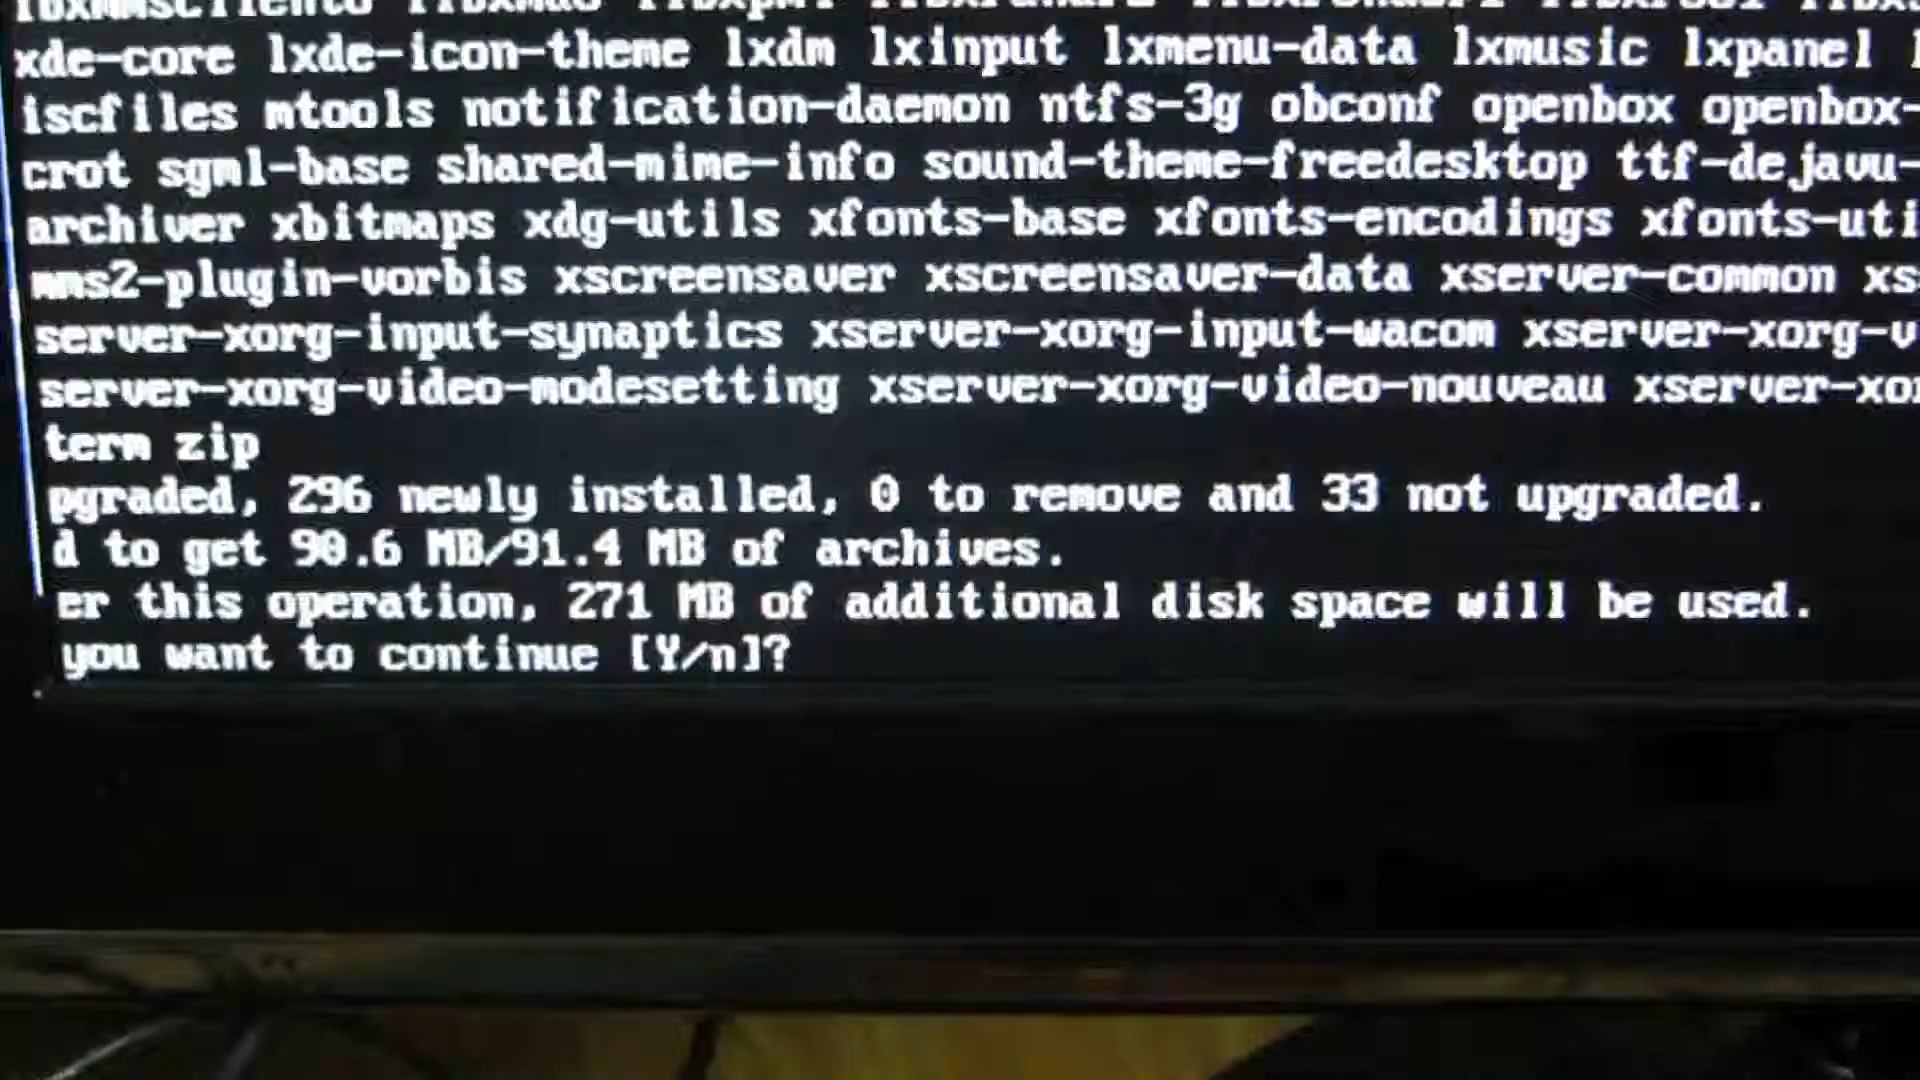 xde-core lxde-icon-theme lxdm lxinput lxmenu-data lxmusic lxpanel
iscfiles mtools notification-daemon ntfs-3g obconf openbox openbox-
crot sgml-base shared-mime-info sound-theme-freedesktop ttf-dejavu-
archiver xbitmaps xdg-utils xfonts-base xfonts-encodings xfonts-uti
mms2-plugin-vorbis xscreensaver xscreensaver-data xserver-common xs
server-xorg-input-synaptics xserver-xorg-input-wacom xserver-xorg-v
server-xorg-video-modesetting xserver-xorg-video-nouveau xserver-xor
term zip
pgraded, 296 newly installed, 0 to remove and 33 not upgraded.
d to get 90.6 MB/91.4 MB of archives.
er this operation, 271 MB of additional disk space will be used.
you want to continue [Y/n]?